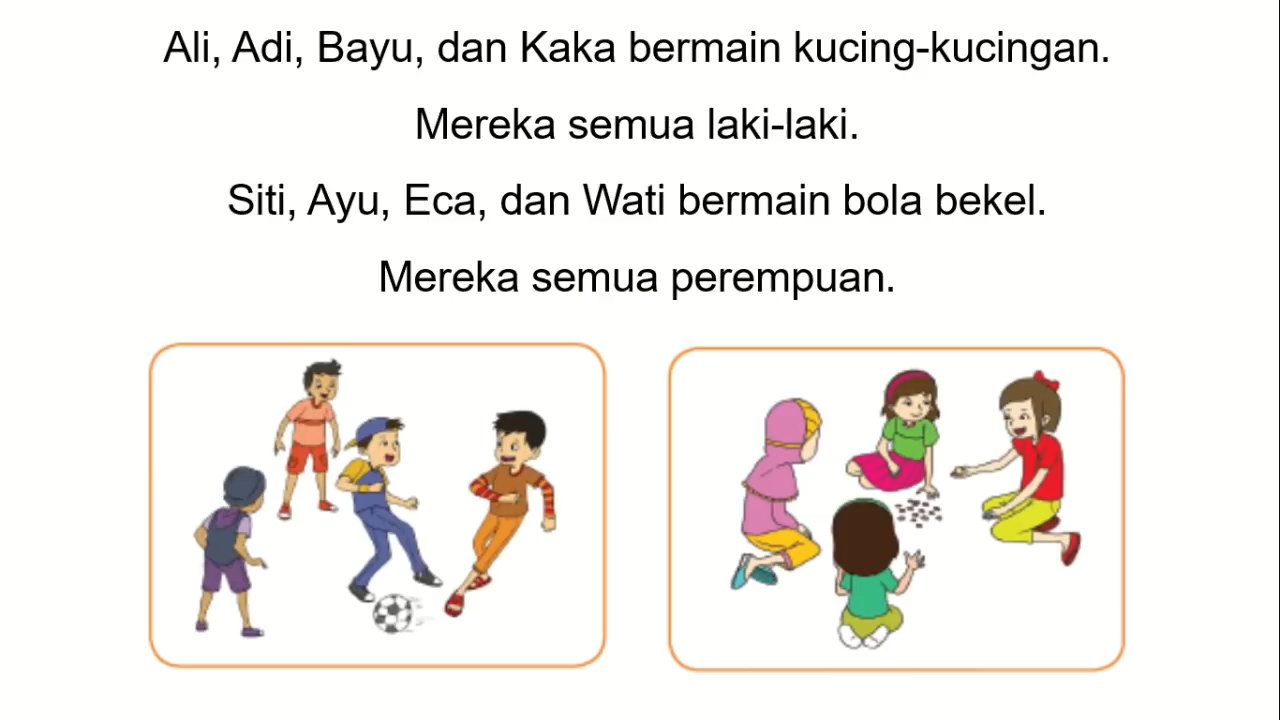 Ali, Adi, Bayu, dan Kaka bermain kucing-kucingan.
Mereka semua laki-laki.
Siti, Ayu, Eca, dan Wati bermain bola bekel.
Mereka semua perempuan.